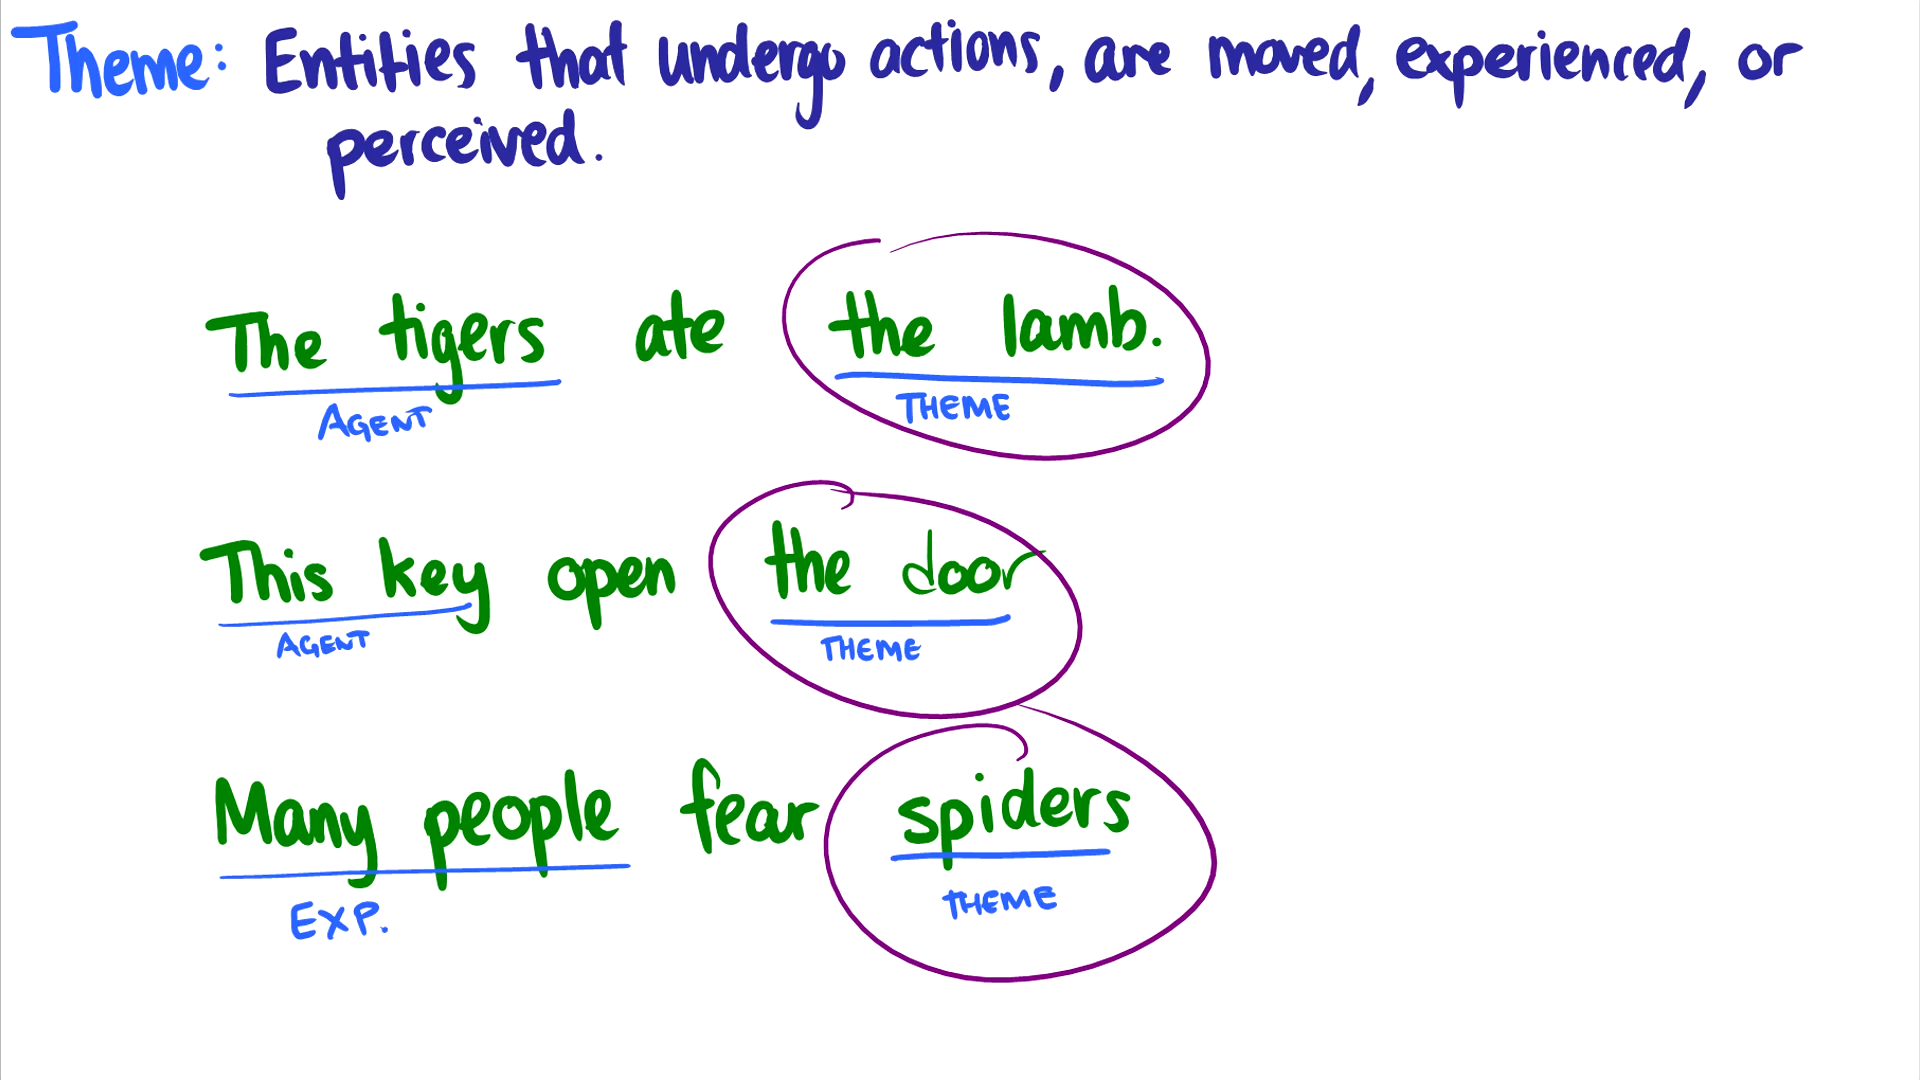 Theme: Entities that undergo actions, are moved, experienced, or
perceived.
The tigers ate the lamb.
AGENT THEME
This key open the door
AGENT THEME
Many people fear spiders
EXP. THEME